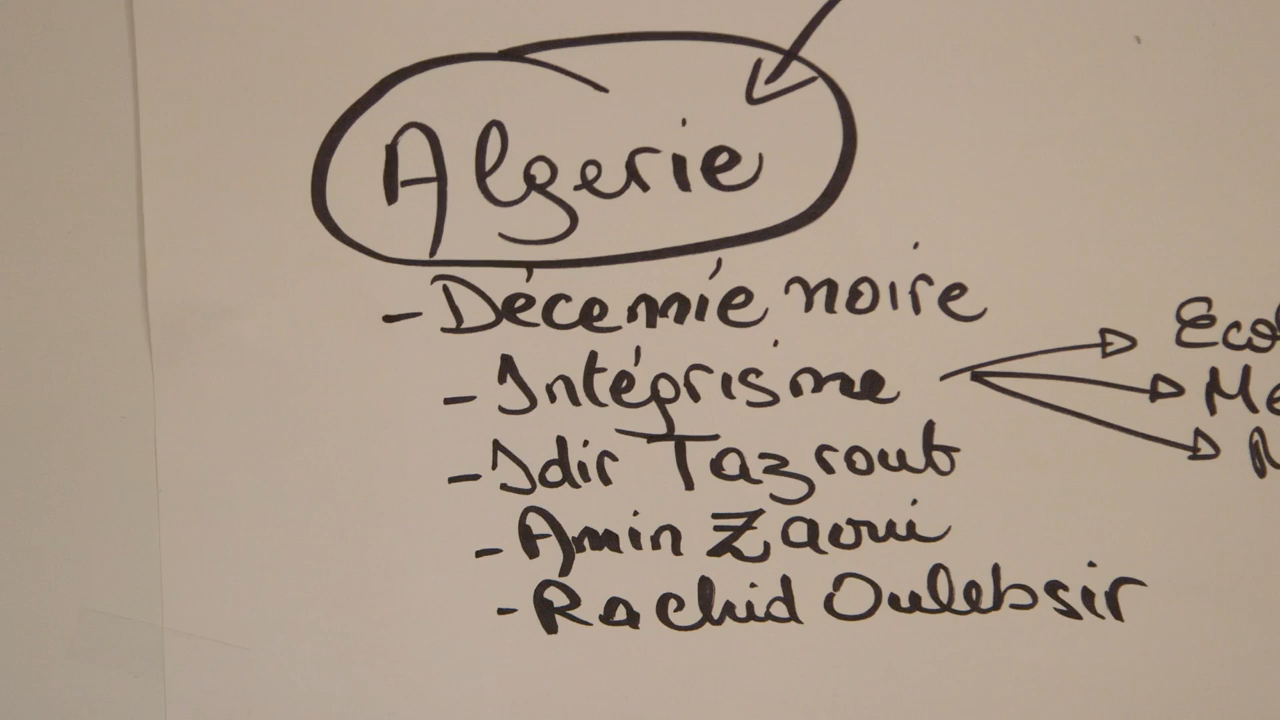 Algerie
- Décennie noire
- Intégrisme
- Idir Tazrout
- Amin Zaoui
- Rachid Oulebsir